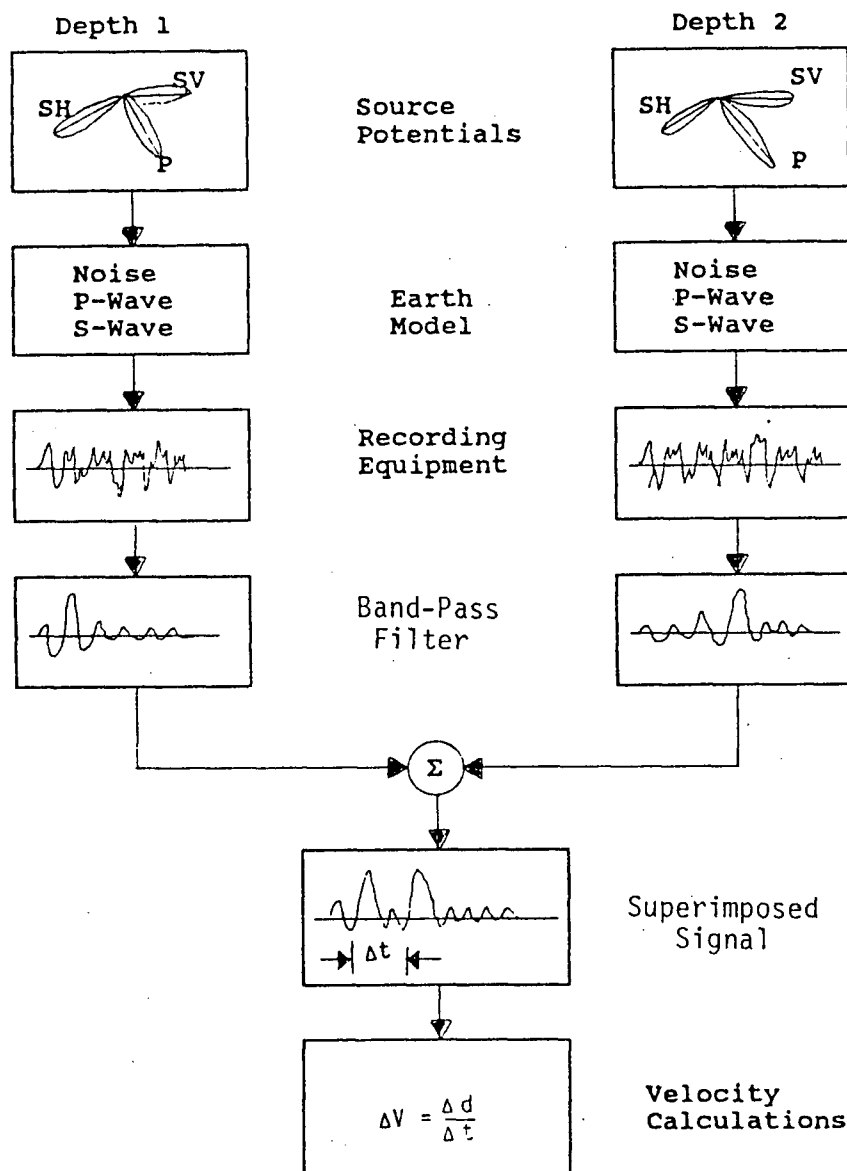 Depth 1
Depth 2
SH
SV
P
Source
Potentials
SH
SV
P
Noise
P-Wave
S-Wave
Earth
Model
Noise
P-Wave
S-Wave
Recording
Equipment
Band-Pass
Filter
Σ
Δt
Superimposed
Signal
ΔV = Δd/Δt
Velocity
Calculations